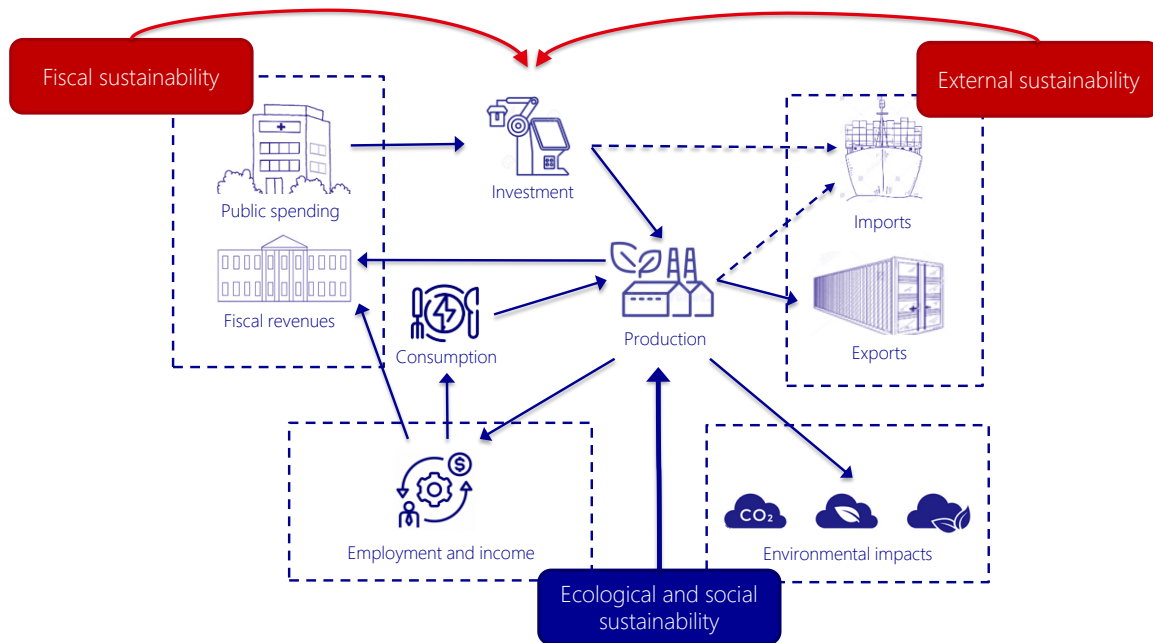 Fiscal sustainability
External sustainability
Public spending
Investment
Imports
Fiscal revenues
Consumption
Production
Exports
$
CO₂
Employment and income
Environmental impacts
Ecological and social
sustainability